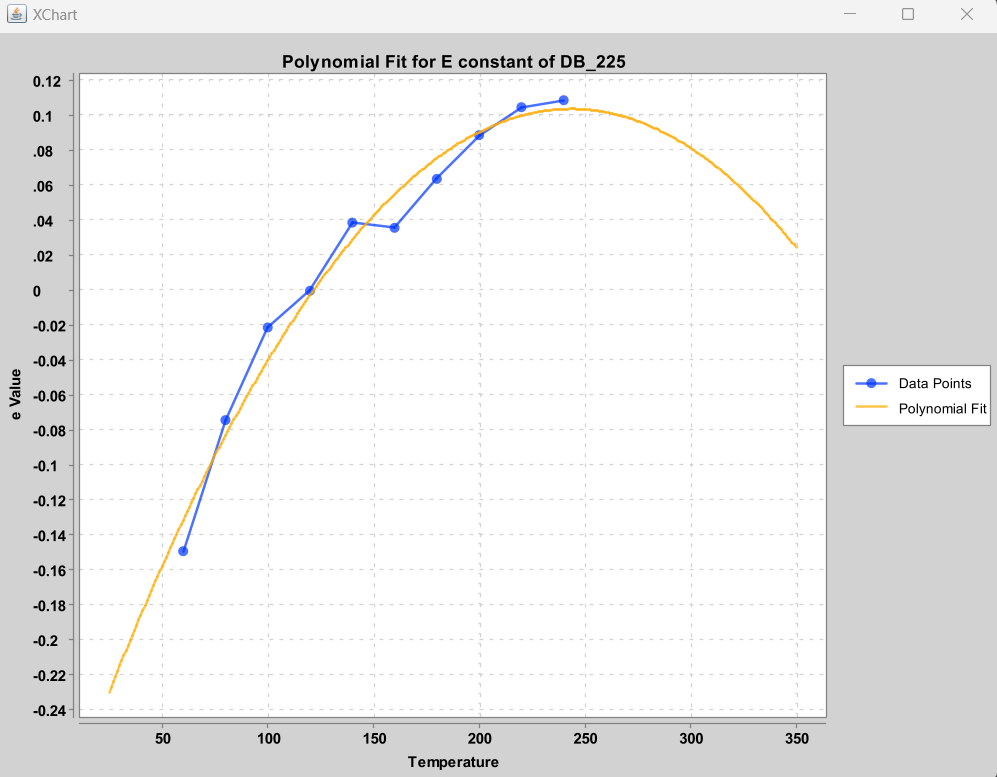 XChart
Polynomial Fit for E constant of DB_225
0.12
0.1
.08
.06
0.04
.02
0
-0.02
-0.04
-0.06
-0.08
-0.1
-0.12
-0.14
-0.16
-0.18
-0.2
-0.22
-0.24
e Value
50 100 150 200 250 300 350
Temperature
Data Points
Polynomial Fit